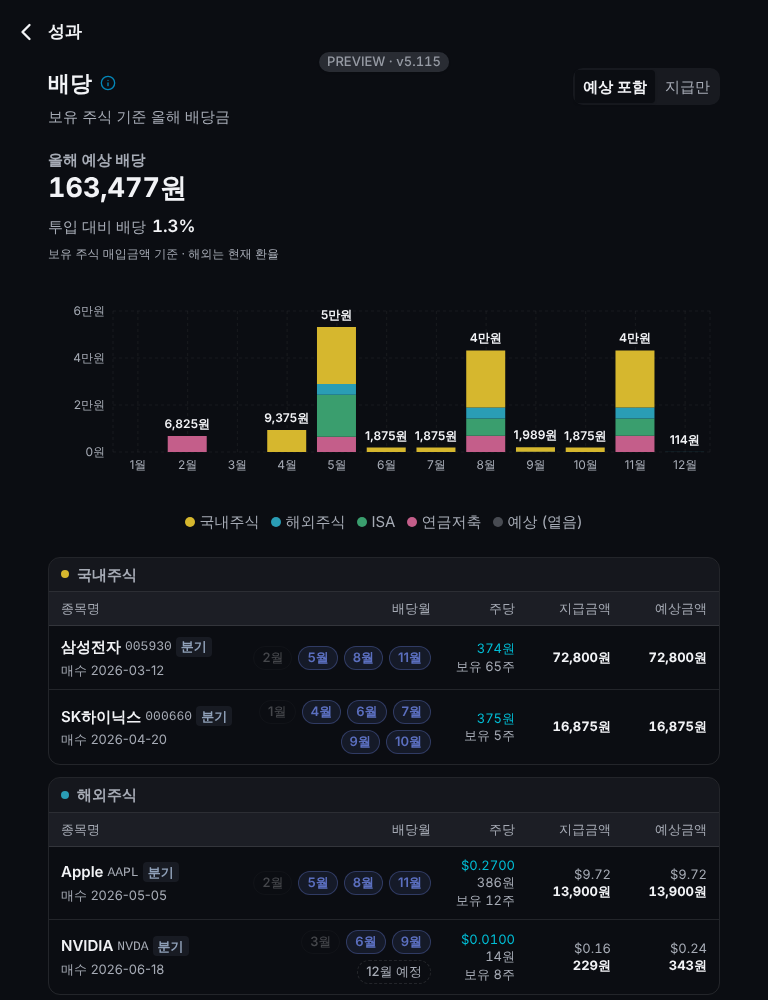 성과
PREVIEW · v5.115
배당
예상 포함 지급만
보유 주식 기준 올해 배당금
올해 예상 배당
163,477원
투입 대비 배당 1.3%
보유 주식 매입금액 기준 · 해외는 현재 환율
6만원
4만원
2만원
0원
6,825원
9,375원
5만원
1,875원
1,875원
4만원
1,989원
1,875원
4만원
114원
1월 2월 3월 4월 5월 6월 7월 8월 9월 10월 11월 12월
국내주식 해외주식 ISA 연금저축 예상 (옅음)
국내주식
종목명 배당월 주당 지급금액 예상금액
삼성전자 005930 분기
매수 2026-03-12
2월 5월 8월 11월
374원
보유 65주
72,800원
72,800원
SK하이닉스 000660 분기
매수 2026-04-20
1월 4월 6월 7월
9월 10월
375원
보유 5주
16,875원
16,875원
해외주식
종목명 배당월 주당 지급금액 예상금액
Apple AAPL 분기
매수 2026-05-05
2월 5월 8월 11월
$0.2700
386원
보유 12주
$9.72
13,900원
$9.72
13,900원
NVIDIA NVDA 분기
매수 2026-06-18
3월 6월 9월
12월 예정
$0.0100
14원
보유 8주
$0.16
229원
$0.24
343원